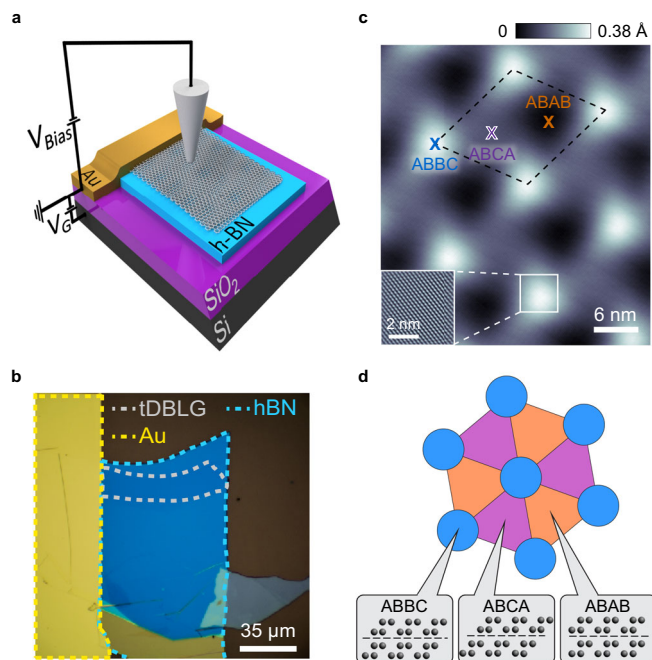 a
V_Bias
Au
V_G
h-BN
SiO₂
Si
b
tDBLG
hBN
Au
35 µm
c
0
0.38 Å
ABAB
X
X
X
ABBC
ABCA
2 nm
6 nm
d
ABBC
ABCA
ABAB